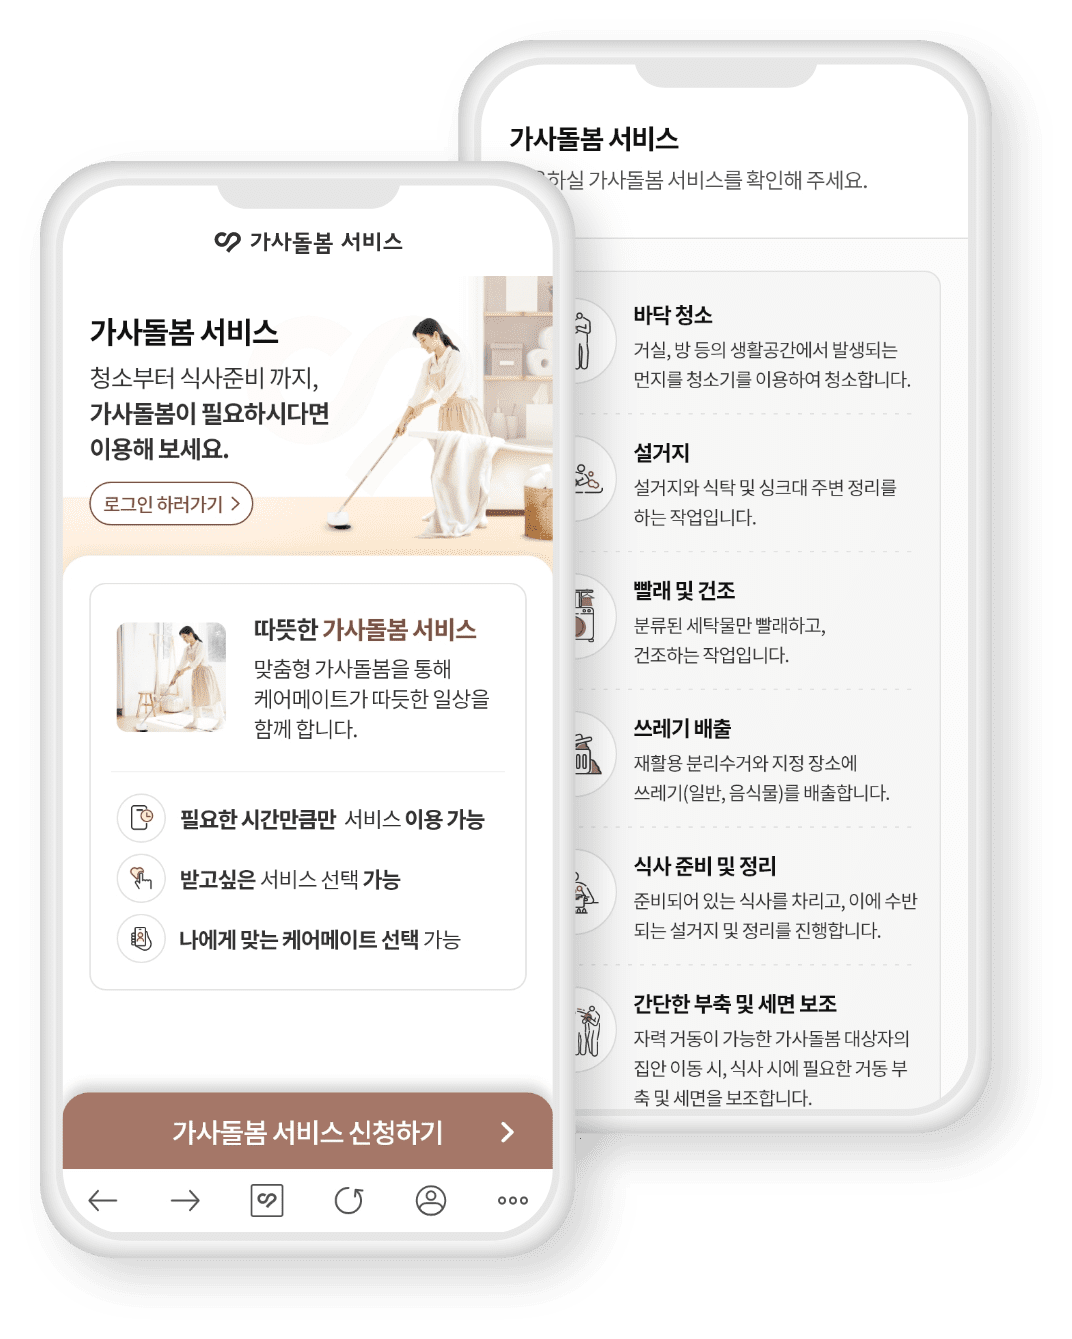 가사돌봄 서비스
가사돌봄 서비스
청소부터 식사준비 까지,
가사돌봄이 필요하시다면
이용해 보세요.
로그인 하러가기
따뜻한 가사돌봄 서비스
맞춤형 가사돌봄을 통해
케어메이트가 따듯한 일상을
함께 합니다.
필요한 시간만큼만 서비스 이용 가능
받고싶은 서비스 선택 가능
나에게 맞는 케어메이트 선택 가능
가사돌봄 서비스 신청하기
가사돌봄 서비스
가사돌봄 서비스를 확인해 주세요.
바닥 청소
거실, 방 등의 생활공간에서 발생되는
먼지를 청소기를 이용하여 청소합니다.
설거지
설거지와 식탁 및 싱크대 주변 정리를
하는 작업입니다.
빨래 및 건조
분류된 세탁물만 빨래하고,
건조하는 작업입니다.
쓰레기 배출
재활용 분리수거와 지정 장소에
쓰레기(일반, 음식물)를 배출합니다.
식사 준비 및 정리
준비되어 있는 식사를 차리고, 이에 수반
되는 설거지 및 정리를 진행합니다.
간단한 부축 및 세면 보조
자력 거동이 가능한 가사돌봄 대상자의
집안 이동 시, 식사 시에 필요한 거동 부
축 및 세면을 보조합니다.